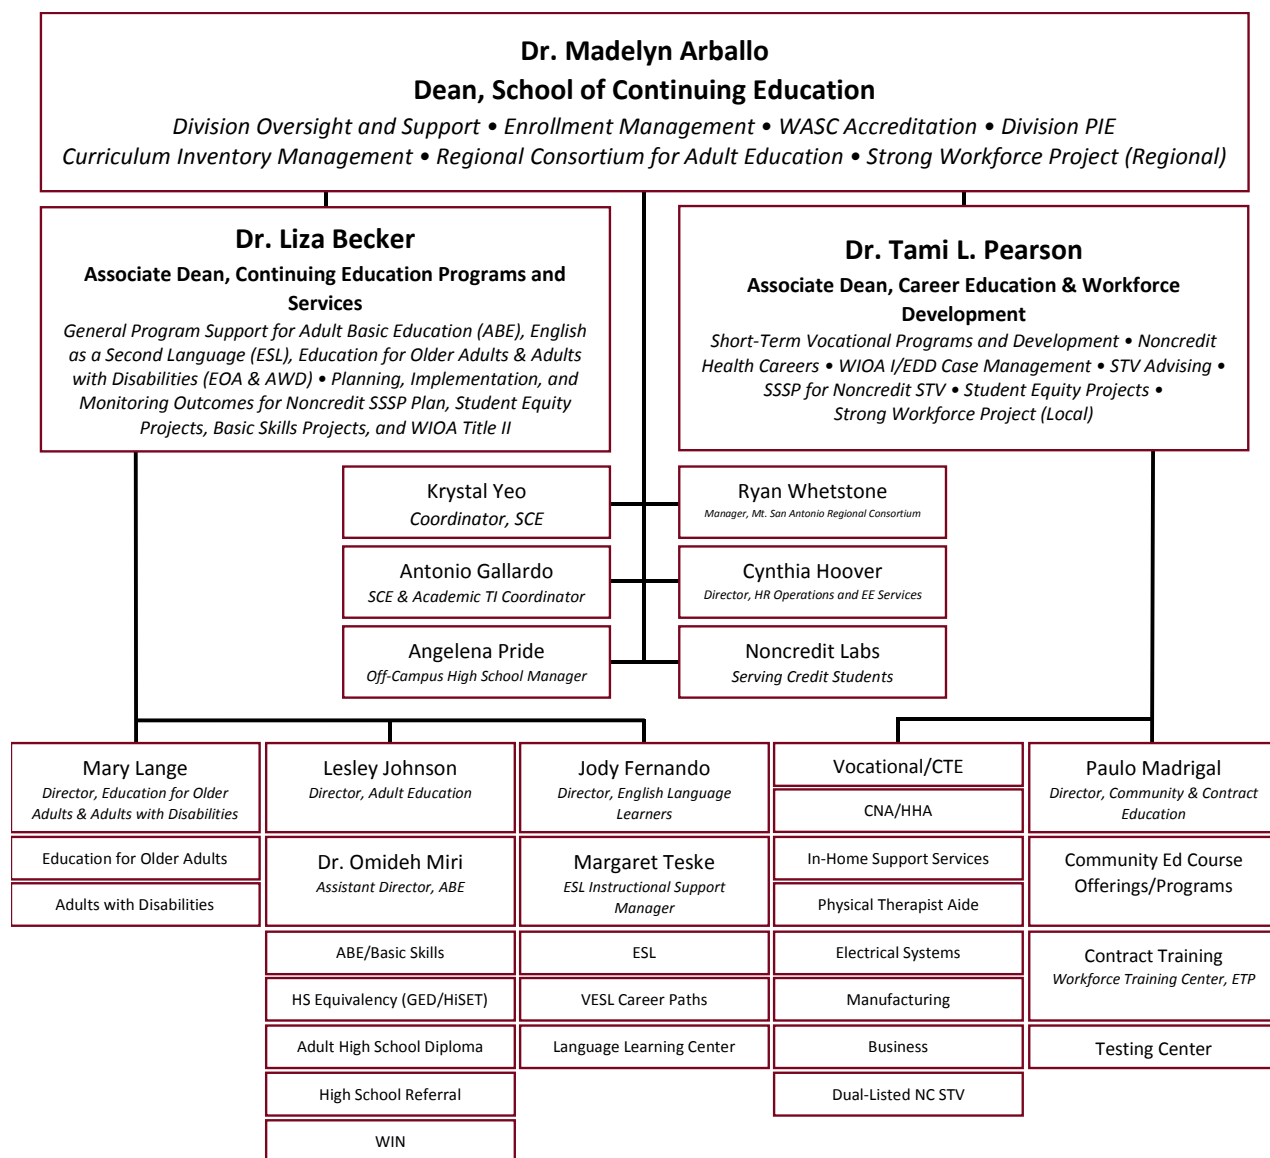 Dr. Madelyn Arballo
Dean, School of Continuing Education
Division Oversight and Support • Enrollment Management • WASC Accreditation • Division PIE
Curriculum Inventory Management • Regional Consortium for Adult Education • Strong Workforce Project (Regional)
Dr. Liza Becker
Associate Dean, Continuing Education Programs and
Services
General Program Support for Adult Basic Education (ABE), English
as a Second Language (ESL), Education for Older Adults & Adults
with Disabilities (EOA & AWD) • Planning, Implementation, and
Monitoring Outcomes for Noncredit SSSP Plan, Student Equity
Projects, Basic Skills Projects, and WIOA Title II
Dr. Tami L. Pearson
Associate Dean, Career Education & Workforce
Development
Short-Term Vocational Programs and Development • Noncredit
Health Careers • WIOA I/EDD Case Management • STV Advising •
SSSP for Noncredit STV • Student Equity Projects •
Strong Workforce Project (Local)
Krystal Yeo
Coordinator, SCE
Ryan Whetstone
Manager, Mt. San Antonio Regional Consortium
Antonio Gallardo
SCE & Academic TI Coordinator
Cynthia Hoover
Director, HR Operations and EE Services
Angelena Pride
Off-Campus High School Manager
Noncredit Labs
Serving Credit Students
Mary Lange
Director, Education for Older
Adults & Adults with Disabilities
Education for Older Adults
Adults with Disabilities
Lesley Johnson
Director, Adult Education
Dr. Omideh Miri
Assistant Director, ABE
ABE/Basic Skills
HS Equivalency (GED/HiSET)
Adult High School Diploma
High School Referral
WIN
Jody Fernando
Director, English Language
Learners
Margaret Teske
ESL Instructional Support
Manager
ESL
VESL Career Paths
Language Learning Center
Vocational/CTE
CNA/HHA
In-Home Support Services
Physical Therapist Aide
Electrical Systems
Manufacturing
Business
Dual-Listed NC STV
Paulo Madrigal
Director, Community & Contract
Education
Community Ed Course
Offerings/Programs
Contract Training
Workforce Training Center, ETP
Testing Center